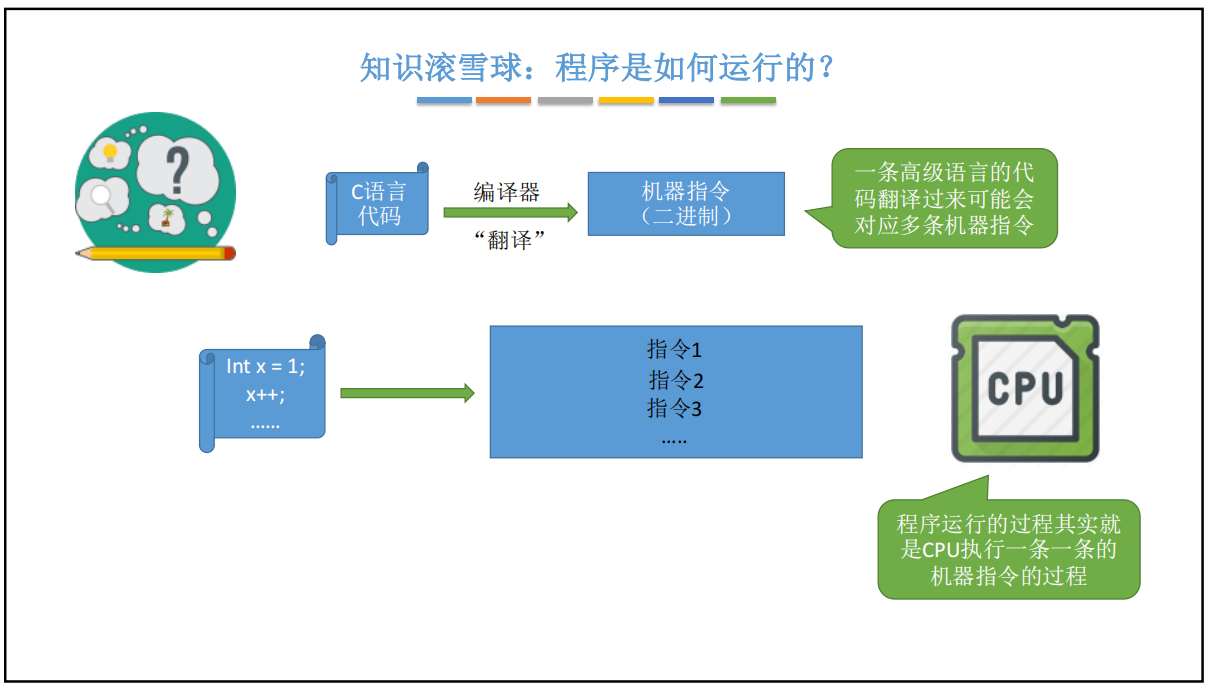 知识滚雪球：程序是如何运行的？
C语言
代码
编译器
“翻译”
机器指令
（二进制）
一条高级语言的代
码翻译过来可能会
对应多条机器指令
Int x = 1;
x++;
……
指令1
指令2
指令3
…..
CPU
程序运行的过程其实就
是CPU执行一条一条的
机器指令的过程